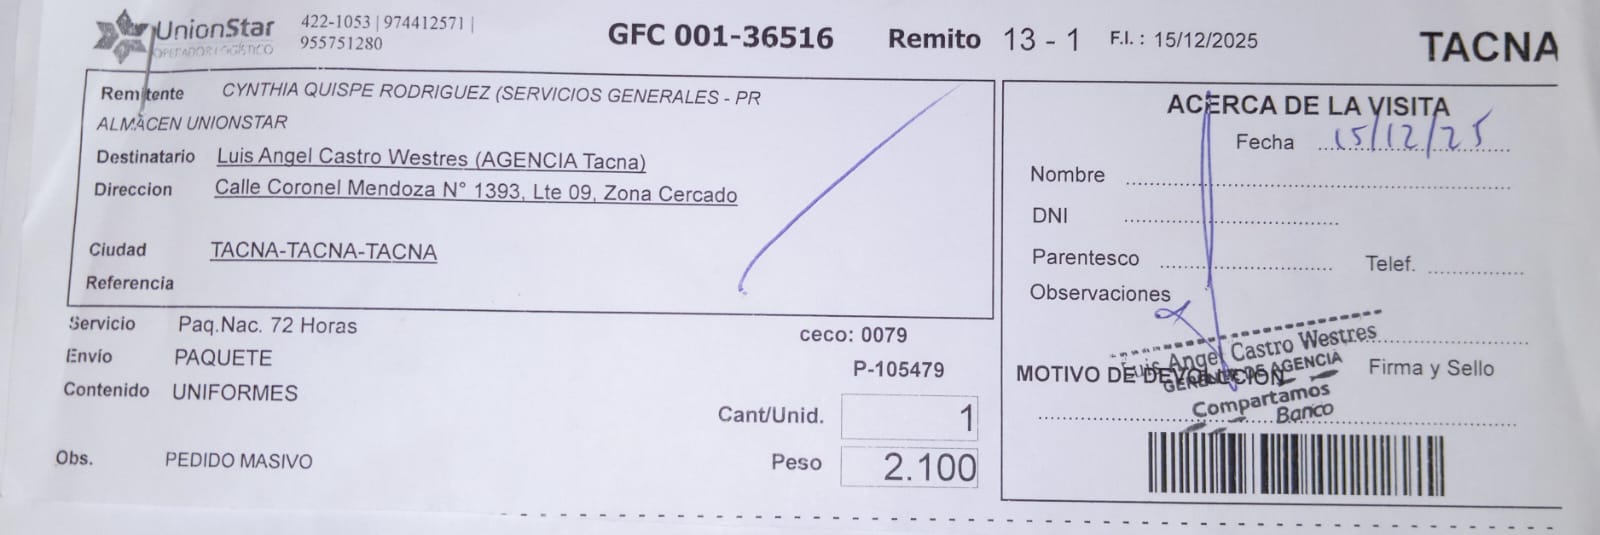 UnionStar
OPERADOR LOGÍSTICO
422-1053 | 974412571 |
955751280
GFC 001-36516
Remito 13 - 1
F.I. : 15/12/2025
TACNA
Remitente CYNTHIA QUISPE RODRIGUEZ (SERVICIOS GENERALES - PR
ALMACEN UNIONSTAR
Destinatario Luis Angel Castro Westres (AGENCIA Tacna)
Direccion Calle Coronel Mendoza N° 1393, Lte 09, Zona Cercado
Ciudad TACNA-TACNA-TACNA
Referencia
Servicio Paq.Nac. 72 Horas
Envío PAQUETE
Contenido UNIFORMES
Obs. PEDIDO MASIVO
ceco: 0079
P-105479
Cant/Unid. 1
Peso 2.100
ACERCA DE LA VISITA
Fecha 15/12/25
Nombre
DNI
Parentesco Telef.
Observaciones
Luis Angel Castro Westres
GERENTE DE AGENCIA
Compartamos
Banco
MOTIVO DE DEVOLUCION
Firma y Sello